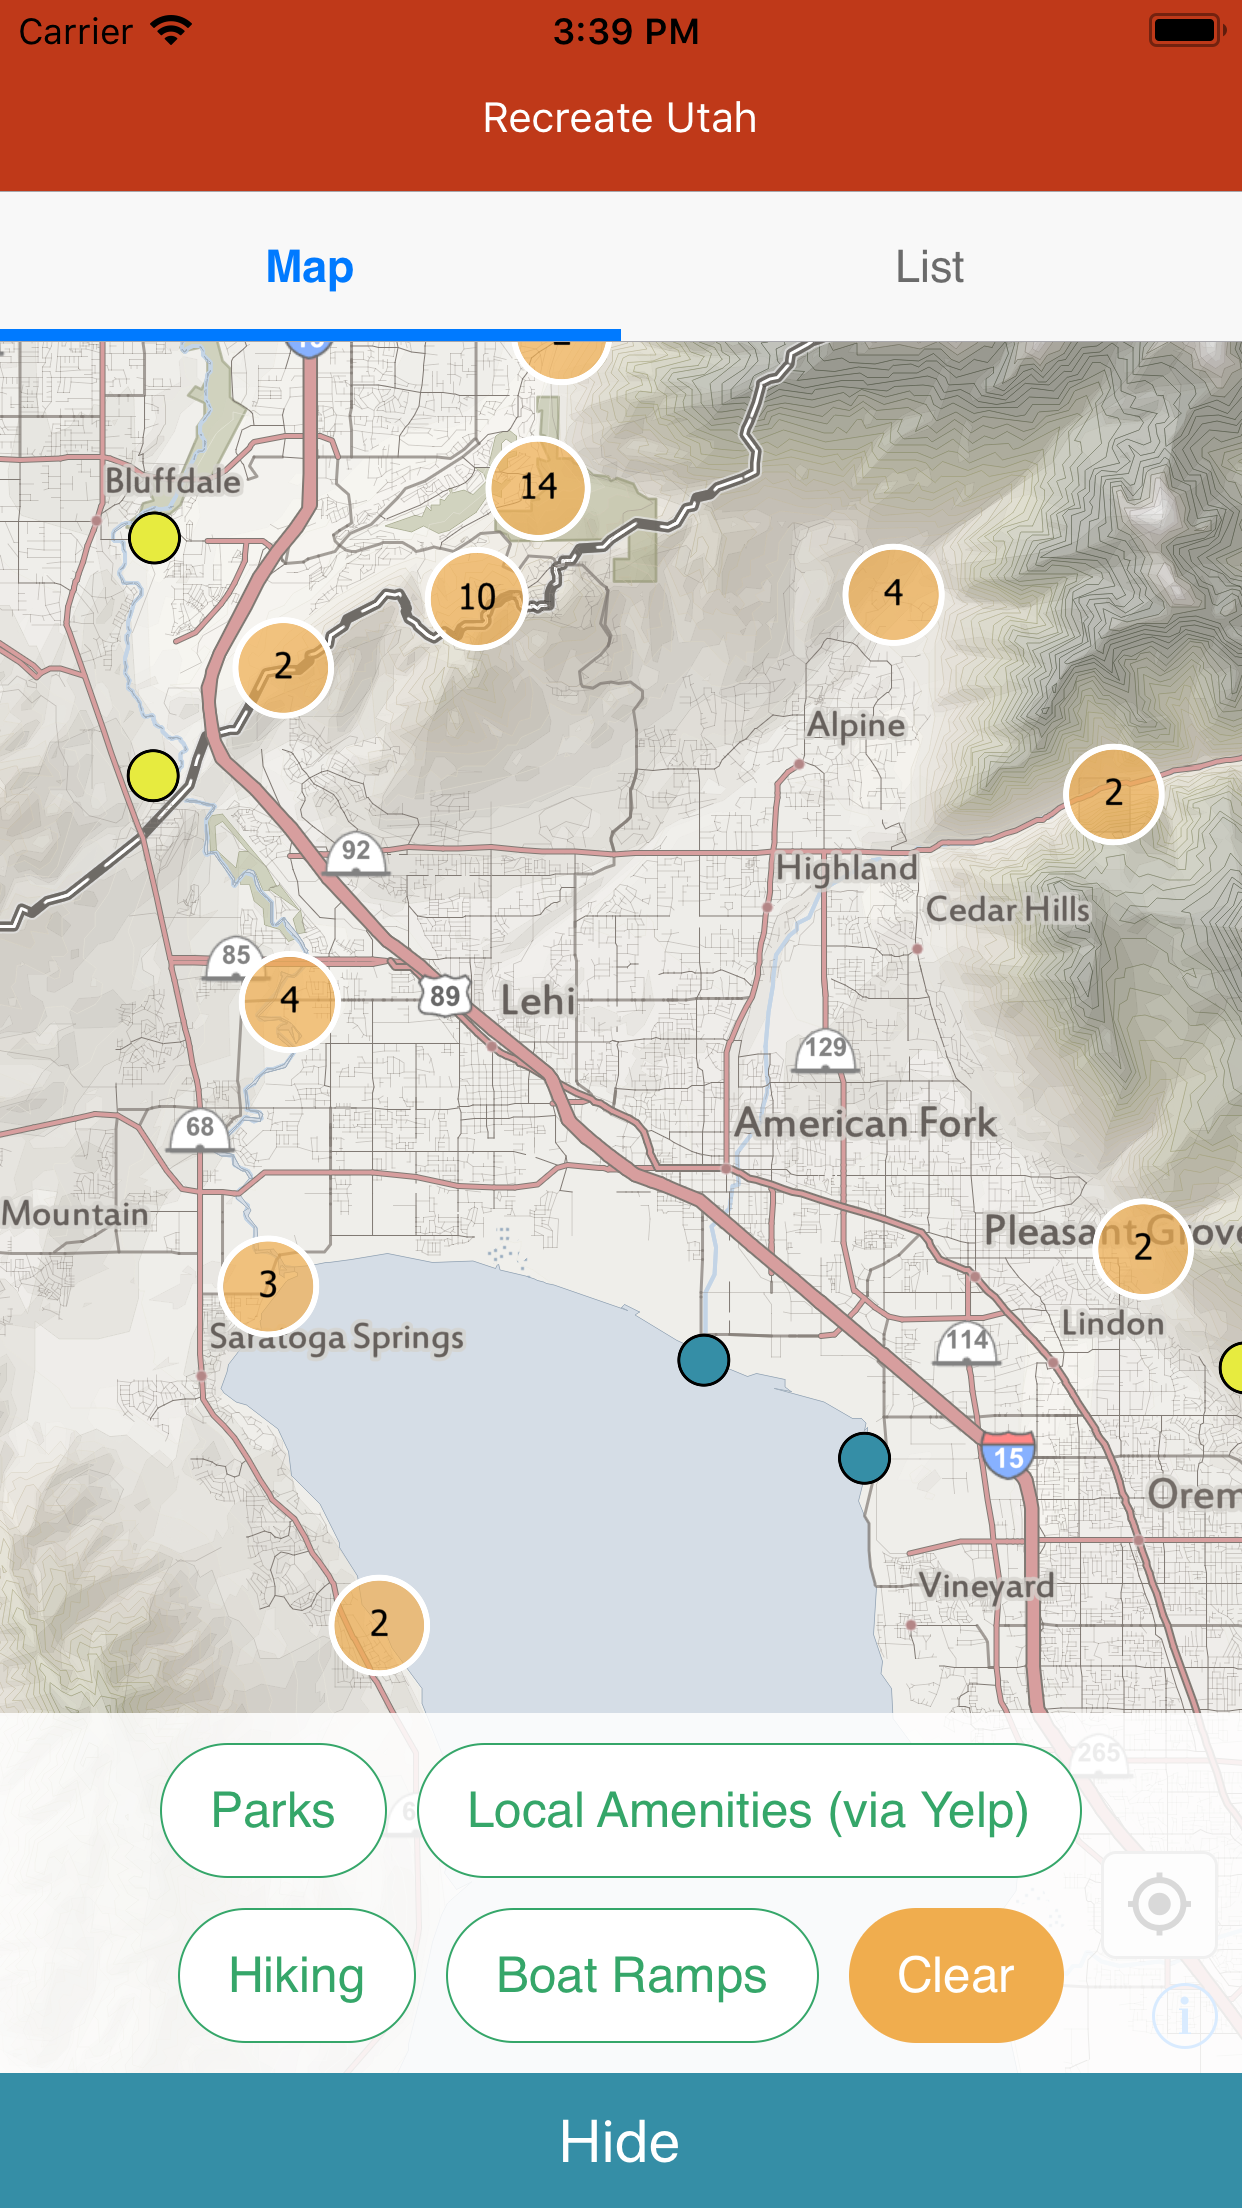 Carrier 3:39 PM
Recreate Utah
Map List
Bluffdale
14
10
4
2
Alpine
2
92
Highland
Cedar Hills
85
4
89 Lehi
129
68
American Fork
Mountain
Pleasant Grove
2
3
Saratoga Springs
Lindon
114
15
Orem
Vineyard
2
265
Parks Local Amenities (via Yelp)
6
Hiking Boat Ramps Clear
i
Hide